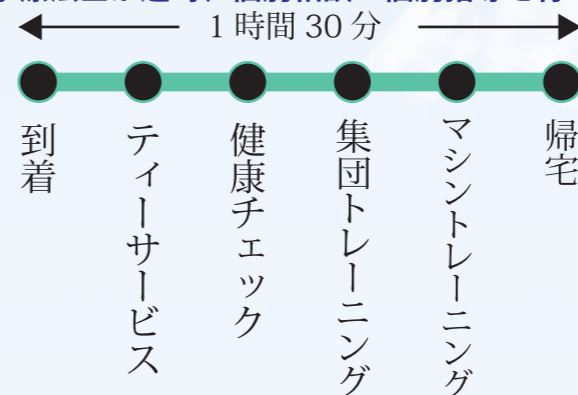 1時間30分
到着
ティーサービス
健康チェック
集団トレーニング
マシントレーニング
帰宅